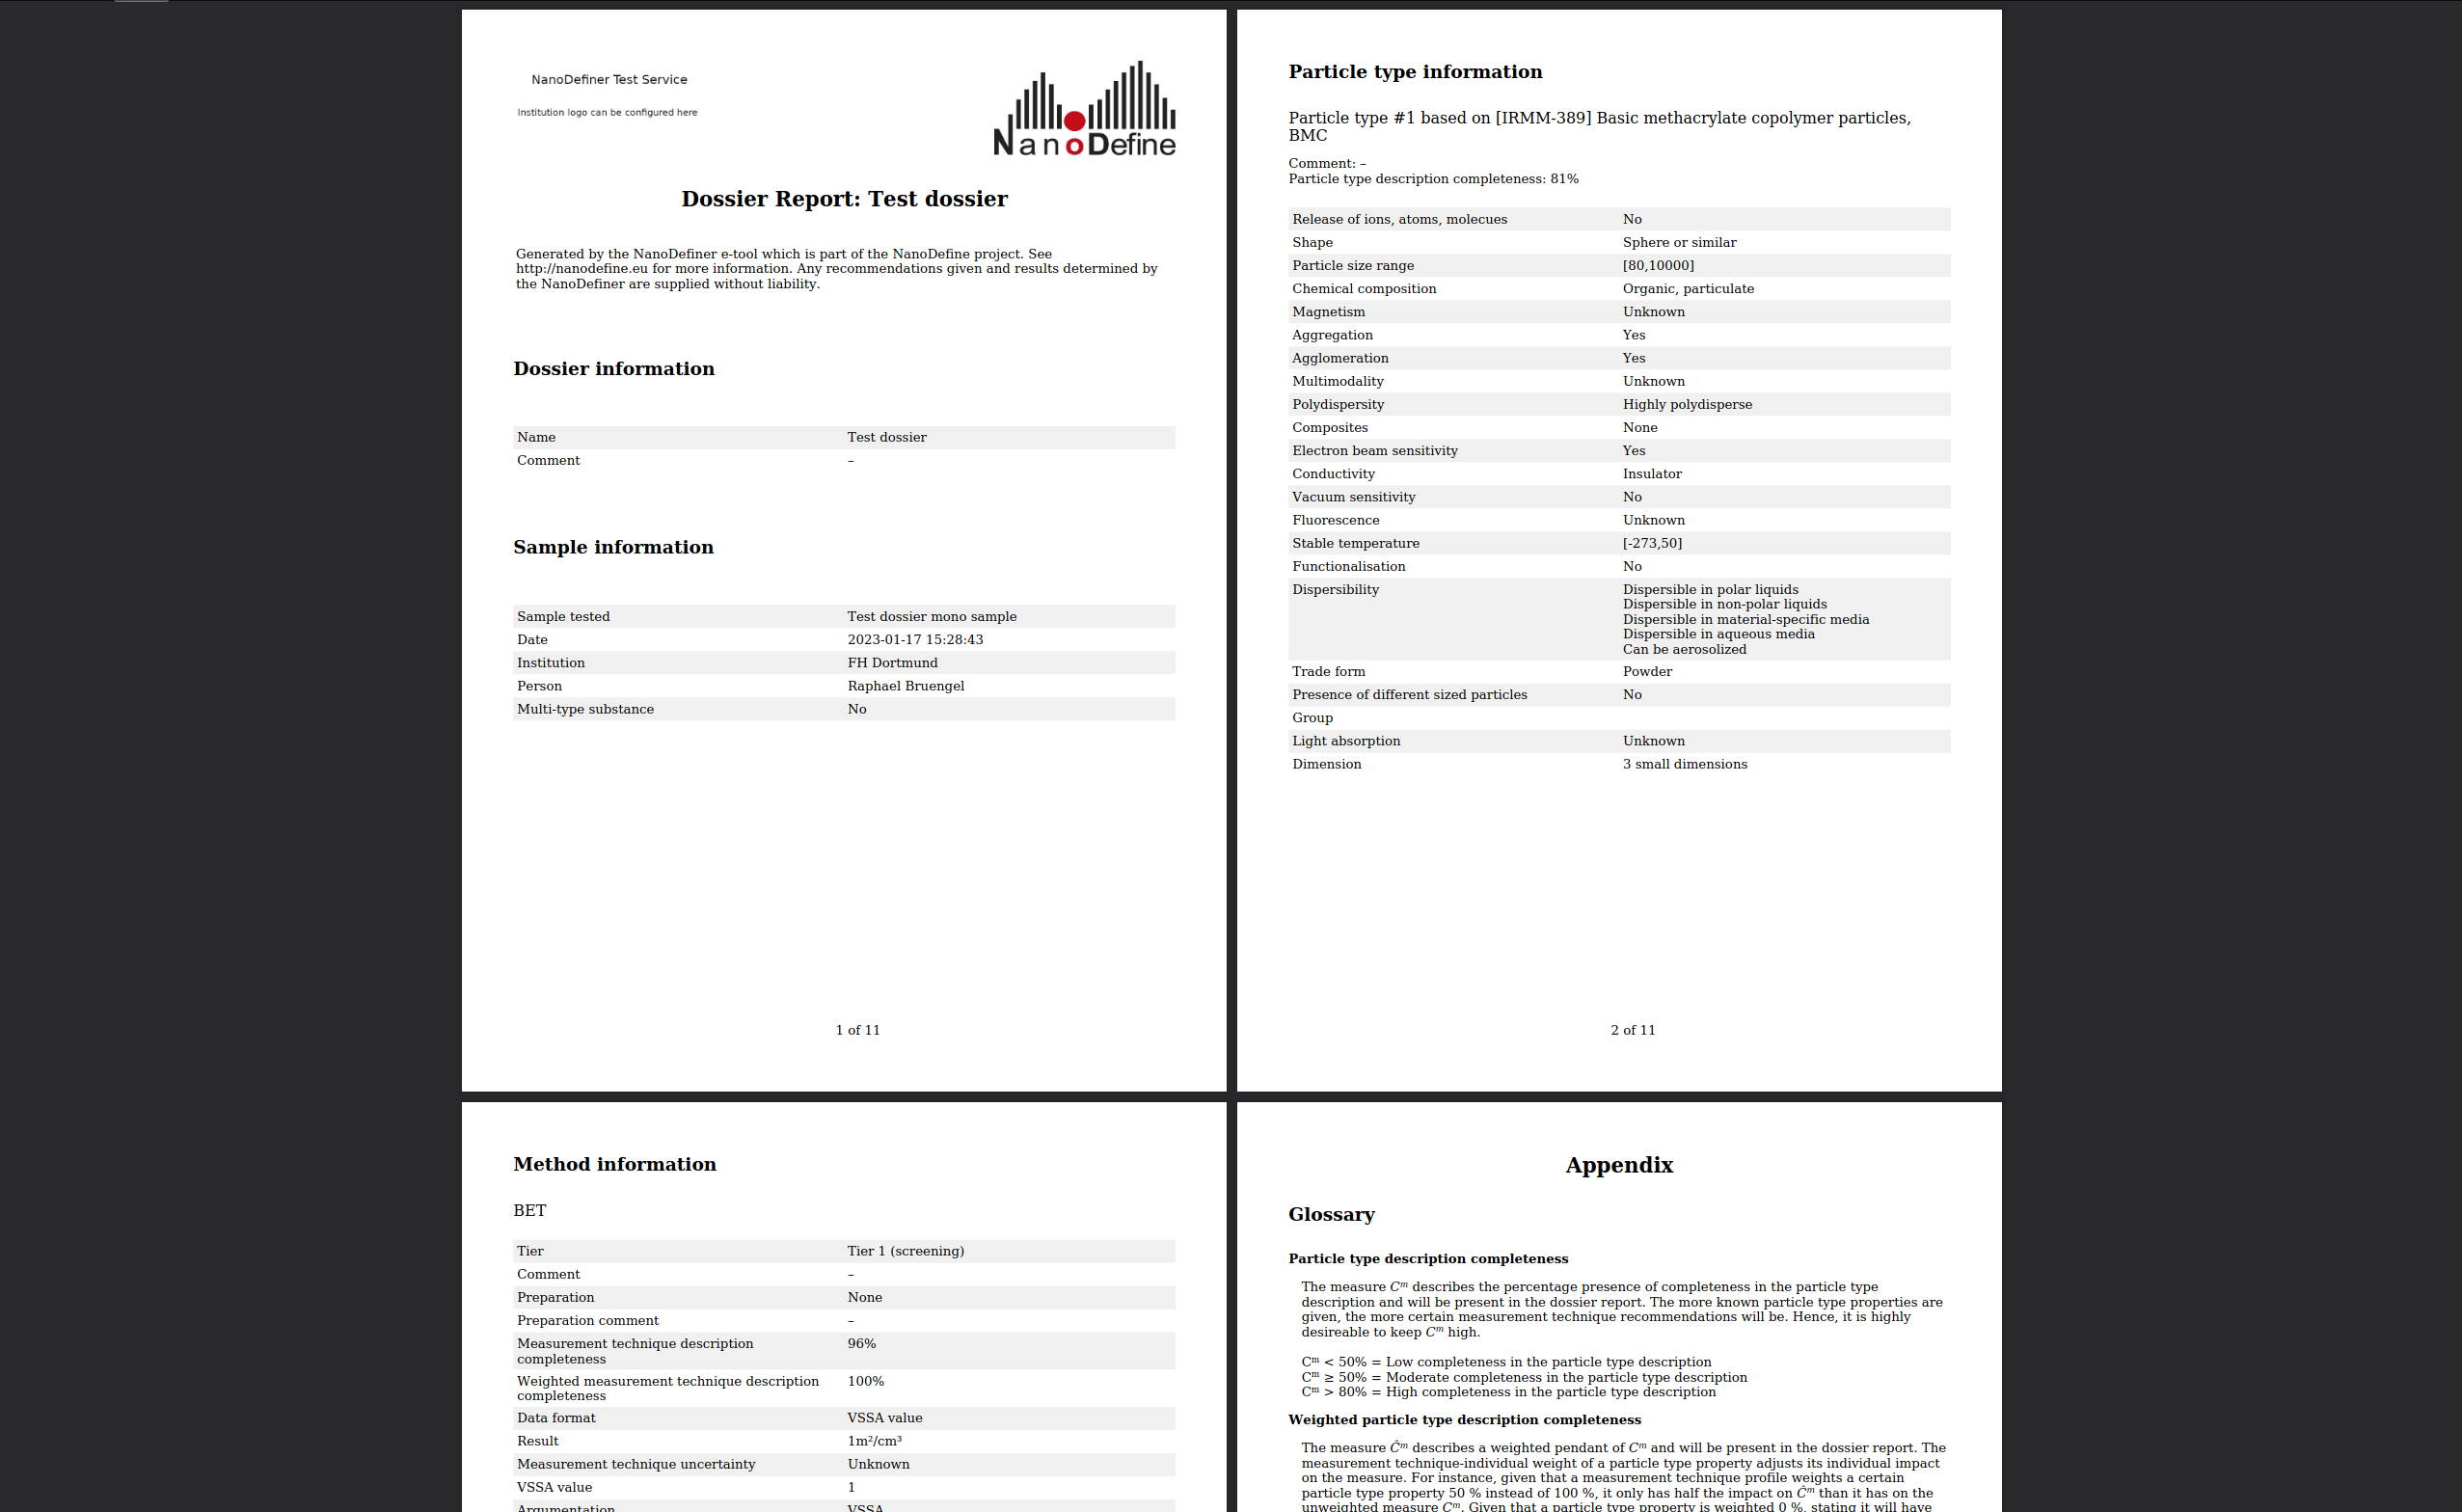 NanoDefiner Test Service
Institution logo can be configured here
NanoDefine
Dossier Report: Test dossier
Generated by the NanoDefiner e-tool which is part of the NanoDefine project. See
http://nanodefine.eu for more information. Any recommendations given and results determined by
the NanoDefiner are supplied without liability.
Dossier information
Name Test dossier
Comment –
Sample information
Sample tested Test dossier mono sample
Date 2023-01-17 15:28:43
Institution FH Dortmund
Person Raphael Bruengel
Multi-type substance No
1 of 11
Particle type information
Particle type #1 based on [IRMM-389] Basic methacrylate copolymer particles,
BMC
Comment: –
Particle type description completeness: 81%
Release of ions, atoms, molecues No
Shape Sphere or similar
Particle size range [80,10000]
Chemical composition Organic, particulate
Magnetism Unknown
Aggregation Yes
Agglomeration Yes
Multimodality Unknown
Polydispersity Highly polydisperse
Composites None
Electron beam sensitivity Yes
Conductivity Insulator
Vacuum sensitivity No
Fluorescence Unknown
Stable temperature [-273,50]
Functionalisation No
Dispersibility Dispersible in polar liquids
Dispersible in non-polar liquids
Dispersible in material-specific media
Dispersible in aqueous media
Can be aerosolized
Trade form Powder
Presence of different sized particles No
Group
Light absorption Unknown
Dimension 3 small dimensions
2 of 11
Method information
BET
Tier Tier 1 (screening)
Comment –
Preparation None
Preparation comment –
Measurement technique description 96%
completeness
Weighted measurement technique description 100%
completeness
Data format VSSA value
Result 1m²/cm³
Measurement technique uncertainty Unknown
VSSA value 1
Argumentation VSSA
Appendix
Glossary
Particle type description completeness
The measure Cᵐ describes the percentage presence of completeness in the particle type
description and will be present in the dossier report. The more known particle type properties are
given, the more certain measurement technique recommendations will be. Hence, it is highly
desireable to keep Cᵐ high.
Cᵐ < 50% = Low completeness in the particle type description
Cᵐ ≥ 50% = Moderate completeness in the particle type description
Cᵐ > 80% = High completeness in the particle type description
Weighted particle type description completeness
The measure Ĉᵐ describes a weighted pendant of Cᵐ and will be present in the dossier report. The
measurement technique-individual weight of a particle type property adjusts its individual impact
on the measure. For instance, given that a measurement technique profile weights a certain
particle type property 50 % instead of 100 %, it only has half the impact on Ĉᵐ than it has on the
unweighted measure Cᵐ. Given that a particle type property is weighted 0 %, stating it will have